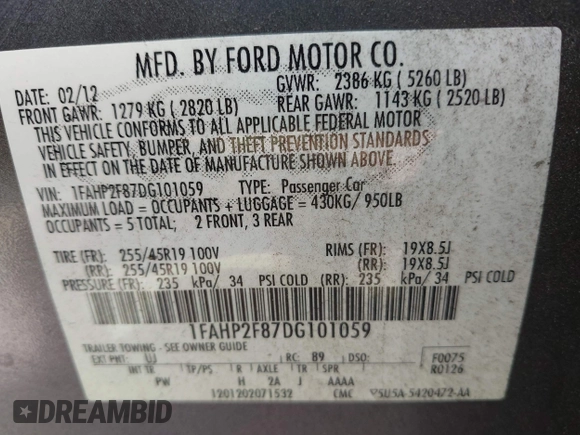 MFD. BY FORD MOTOR CO.
DATE: 02/12 GVWR: 2386 KG ( 5260 LB)
FRONT GAWR: 1279 KG ( 2820 LB) REAR GAWR: 1143 KG ( 2520 LB)
THIS VEHICLE CONFORMS TO ALL APPLICABLE FEDERAL MOTOR
VEHICLE SAFETY, BUMPER, AND THEFT PREVENTION STANDARDS
IN EFFECT ON THE DATE OF MANUFACTURE SHOWN ABOVE.
VIN: 1FAHP2F87DG101059 TYPE: Passenger Car
MAXIMUM LOAD = OCCUPANTS + LUGGAGE = 430KG/ 950LB
OCCUPANTS = 5 TOTAL: 2 FRONT, 3 REAR
TIRE (FR): 255/45R19 100V RIMS (FR): 19X8.5J
(RR): 255/45R19 100V (RR): 19X8.5J
PRESSURE (FR): 235 kPa/ 34 PSI COLD (RR): 235 kPa/ 34 PSI COLD
1FAHP2F87DG101059
TRAILER TOWING - SEE OWNER GUIDE
EXT PNT: UJ RC: 89 DSO: F0075
INT TR TP/PS R AXLE TR SPR R0126
PW H 2A J AAAA
1201202071532 CMC 5U5A-5420472-AA
DREAMBID